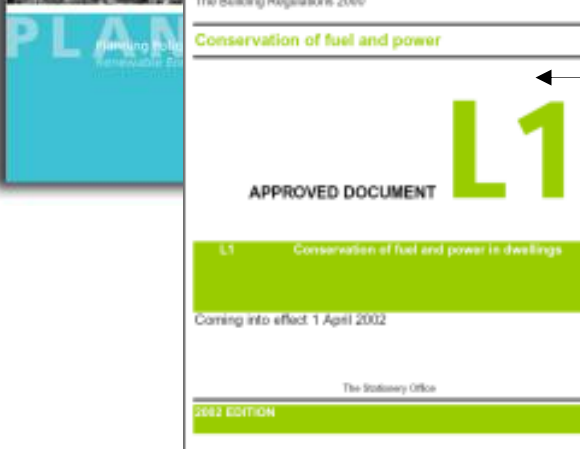 PLAN
Planning Polic
Renewable Ene
The Building Regulations 2000
Conservation of fuel and power
L1
APPROVED DOCUMENT
L1 Conservation of fuel and power in dwellings
Coming into effect 1 April 2002
The Stationery Office
2002 EDITION